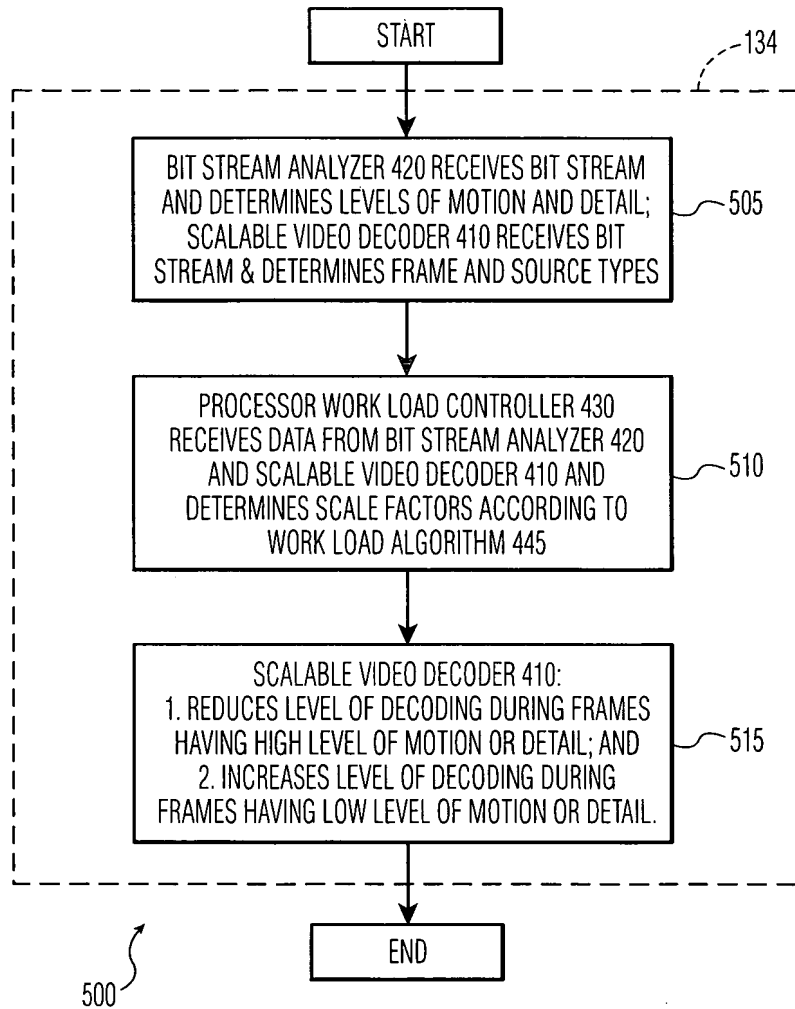 START
134
BIT STREAM ANALYZER 420 RECEIVES BIT STREAM
AND DETERMINES LEVELS OF MOTION AND DETAIL;
SCALABLE VIDEO DECODER 410 RECEIVES BIT
STREAM & DETERMINES FRAME AND SOURCE TYPES
505
PROCESSOR WORK LOAD CONTROLLER 430
RECEIVES DATA FROM BIT STREAM ANALYZER 420
AND SCALABLE VIDEO DECODER 410 AND
DETERMINES SCALE FACTORS ACCORDING TO
WORK LOAD ALGORITHM 445
510
SCALABLE VIDEO DECODER 410:
1. REDUCES LEVEL OF DECODING DURING FRAMES
HAVING HIGH LEVEL OF MOTION OR DETAIL; AND
2. INCREASES LEVEL OF DECODING DURING
FRAMES HAVING LOW LEVEL OF MOTION OR DETAIL.
515
END
500